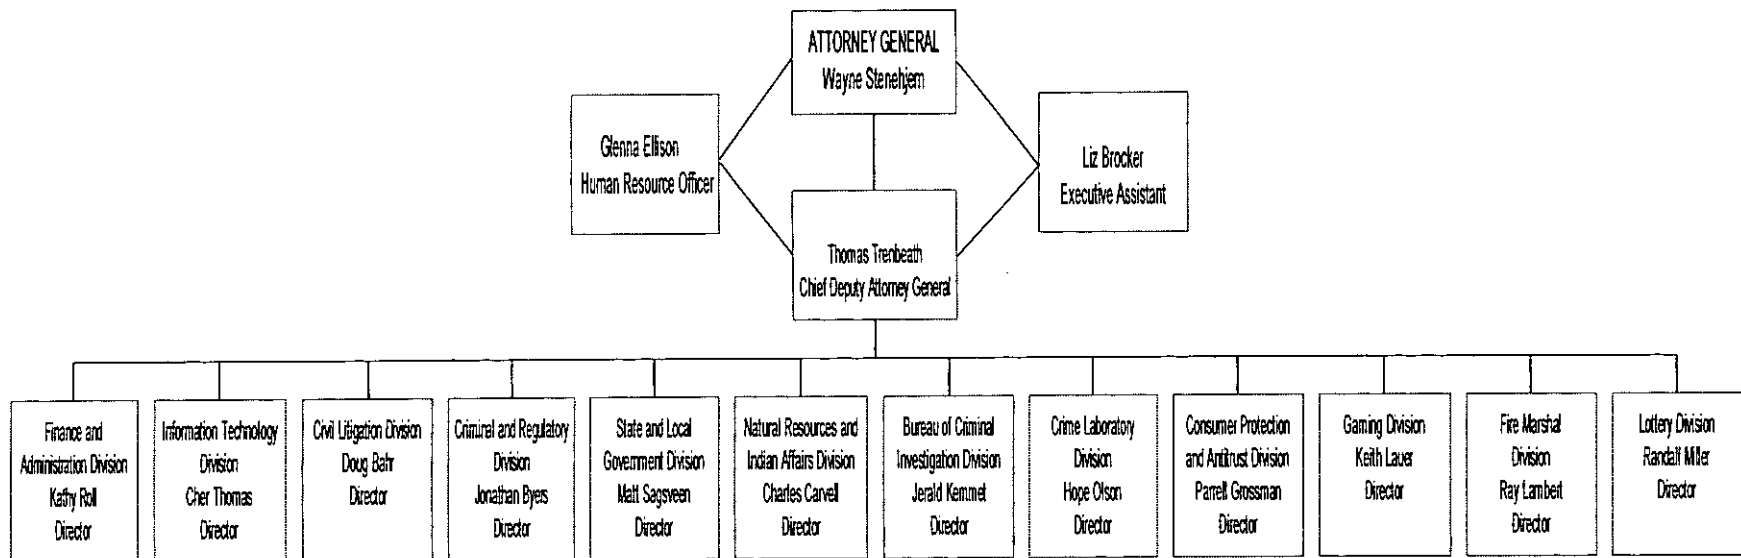 ATTORNEY GENERAL
Wayne Stenehjem
Glenna Ellison
Human Resource Officer
Liz Brocker
Executive Assistant
Thomas Trenbeath
Chief Deputy Attorney General
Finance and
Administration Division
Kathy Roll
Director
Information Technology
Division
Cher Thomas
Director
Civil Litigation Division
Doug Bahr
Director
Criminal and Regulatory
Division
Jonathan Byers
Director
State and Local
Government Division
Matt Sagsveen
Director
Natural Resources and
Indian Affairs Division
Charles Carvell
Director
Bureau of Criminal
Investigation Division
Jerald Kemmet
Director
Crime Laboratory
Division
Hope Olson
Director
Consumer Protection
and Antitrust Division
Parrell Grossman
Director
Gaming Division
Keith Lauer
Director
Fire Marshal
Division
Ray Lambert
Director
Lottery Division
Randall Miller
Director